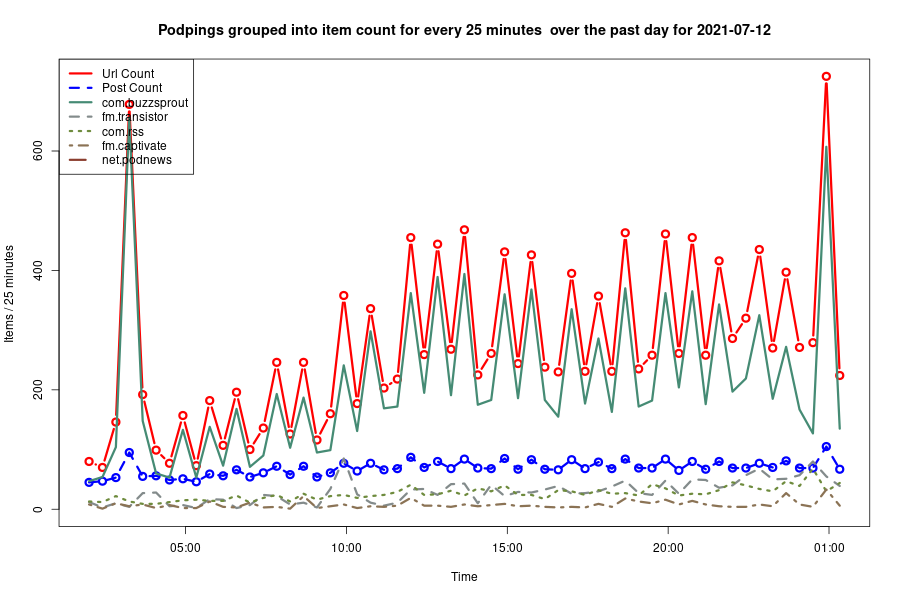 Podpings grouped into item count for every 25 minutes  over the past day for 2021-07-12
Url Count
Post Count
com.buzzsprout
fm.transistor
com.rss
fm.captivate
net.podnews
Items / 25 minutes
600
400
200
0
05:00
10:00
15:00
20:00
01:00
Time